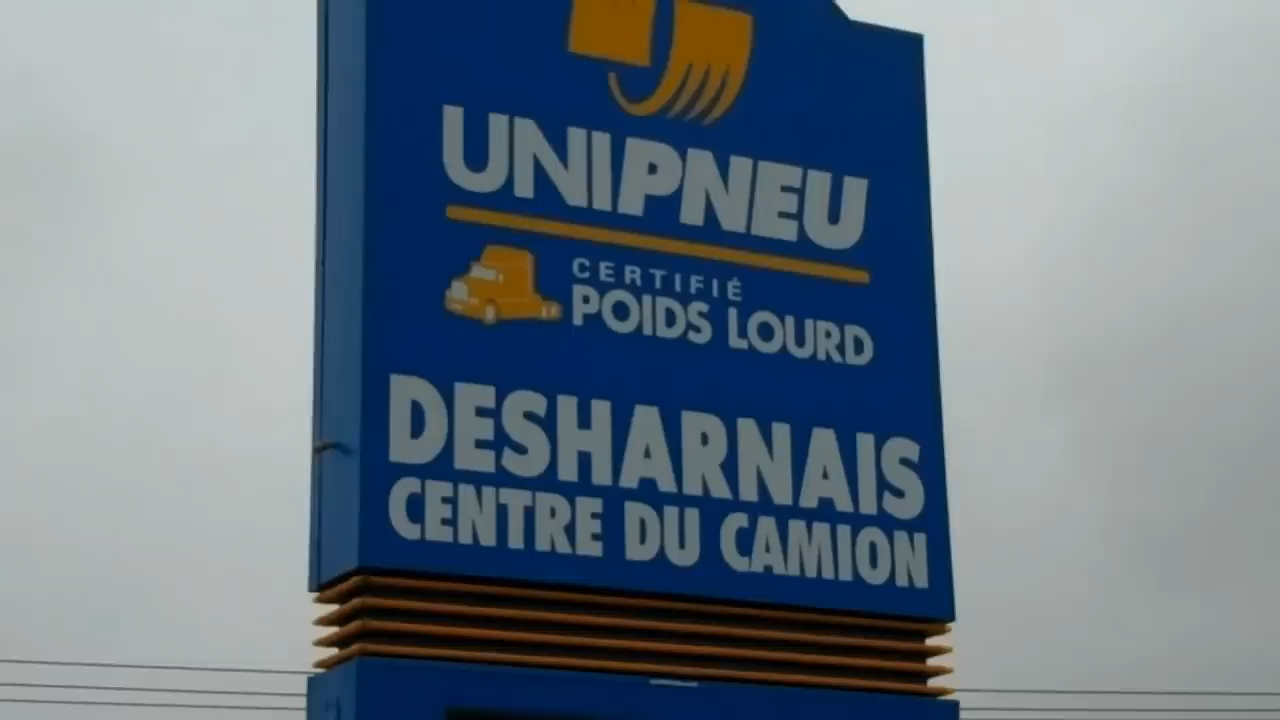 UNIPNEU
CERTIFIÉ
POIDS LOURD
DESHARNAIS
CENTRE DU CAMION